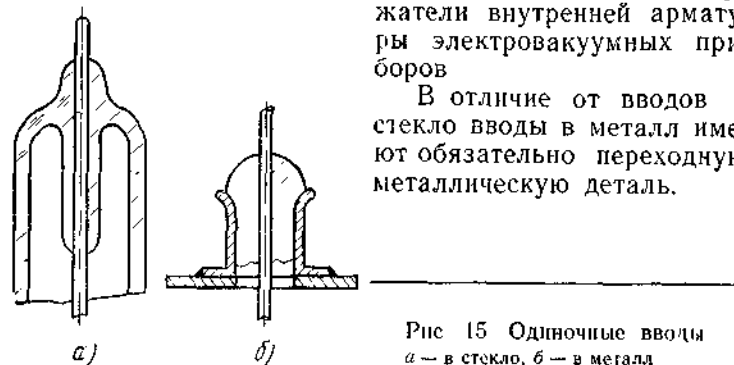 жатели внутренней армату
ры электровакуумных при
боров
В отличие от вводов
стекло вводы в металл име
ют обязательно переходную
металлическую деталь.
Рис 15 Одиночные вводы
а — в стекло, б — в металл
а) б)